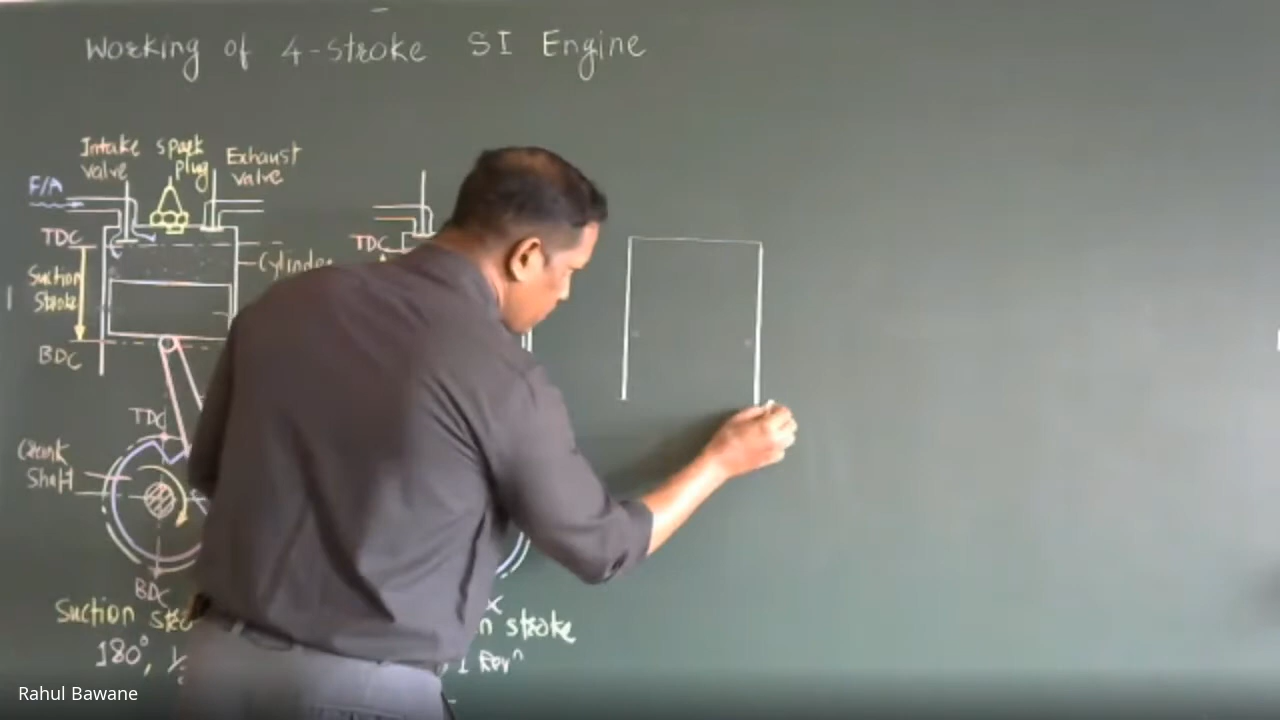 Working of 4-stroke SI Engine
Intake valve
spark plug
Exhaust valve
F/A
TDC
Suction Stroke
BDC
Cylinder
TDC
TDC
Crank Shaft
BDC
Suction
180°,
stroke
1 Revⁿ
Rahul Bawane